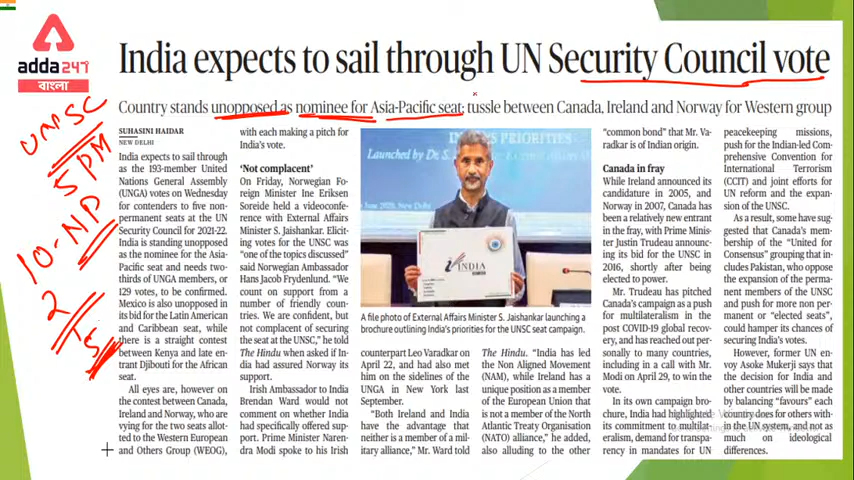 adda247
বাংলা
UNSC
5 PM
10-NP
2
India expects to sail through UN Security Council vote
Country stands unopposed as nominee for Asia-Pacific seat; tussle between Canada, Ireland and Norway for Western group
SUHASINI HAIDAR
NEW DELHI
India expects to sail through
as the 193-member United
Nations General Assembly
(UNGA) votes on Wednesday
for contenders to five non-
permanent seats at the UN
Security Council for 2021-22.
India is standing unopposed
as the nominee for the Asia-
Pacific seat and needs two-
thirds of UNGA members, or
129 votes, to be confirmed.
Mexico is also unopposed in
its bid for the Latin American
and Caribbean seat, while
there is a straight contest
between Kenya and late en-
trant Djibouti for the African
seat.
All eyes are, however on
the contest between Canada,
Ireland and Norway, who are
vying for the two seats allot-
ted to the Western European
and Others Group (WEOG),
with each making a pitch for
India's vote.
'Not complacent'
On Friday, Norwegian Fo-
reign Minister Ine Eriksen
Soreide held a videoconfe-
rence with External Affairs
Minister S. Jaishankar. Elicit-
ing votes for the UNSC was
"one of the topics discussed"
said Norwegian Ambassador
Hans Jacob Frydenlund. "We
count on support from a
number of friendly coun-
tries. We are confident, but
not complacent of securing
the seat at the UNSC," he told
The Hindu when asked if In-
dia had assured Norway its
support.
Irish Ambassador to India
Brendan Ward would not
comment on whether India
had specifically offered sup-
port. Prime Minister Naren-
dra Modi spoke to his Irish
INDIA'S PRIORITIES
Launched by Dr. S.
June 2020, New Delhi
INDIA
A file photo of External Affairs Minister S. Jaishankar launching a
brochure outlining India's priorities for the UNSC seat campaign.
counterpart Leo Varadkar on
April 22, and had also met
him on the sidelines of the
UNGA in New York last
September.
"Both Ireland and India
have the advantage that
neither is a member of a mil-
itary alliance," Mr. Ward told
The Hindu. "India has led
the Non Aligned Movement
(NAM), while Ireland has a
unique position as a member
of the European Union that
is not a member of the North
Atlantic Treaty Organisation
(NATO) alliance," he added,
also alluding to the other
"common bond" that Mr. Va-
radkar is of Indian origin.
Canada in fray
While Ireland announced its
candidature in 2005, and
Norway in 2007, Canada has
been a relatively new entrant
in the fray, with Prime Minis-
ter Justin Trudeau announc-
ing its bid for the UNSC in
2016, shortly after being
elected to power.
Mr. Trudeau has pitched
Canada's campaign as a push
for multilateralism in the
post COVID-19 global recov-
ery, and has reached out per-
sonally to many countries,
including in a call with Mr.
Modi on April 29, to win the
vote.
In its own campaign bro-
chure, India had highlighted
its commitment to multilat-
eralism, demand for transpa-
rency in mandates for UN
peacekeeping missions,
push for the Indian-led Com-
prehensive Convention for
International Terrorism
(CCIT) and joint efforts for
UN reform and the expan-
sion of the UNSC.
As a result, some have sug-
gested that Canada's mem-
bership of the "United for
Consensus" grouping that in-
cludes Pakistan, who oppose
the expansion of the perma-
nent members of the UNSC
and push for more non per-
manent or "elected seats",
could hamper its chances of
securing India's vote.
However, former UN en-
voy Asoke Mukerji says that
the decision for India and
other countries will be made
by balancing "favours" each
country does for others with-
in the UN system, and not as
much on ideological
differences.